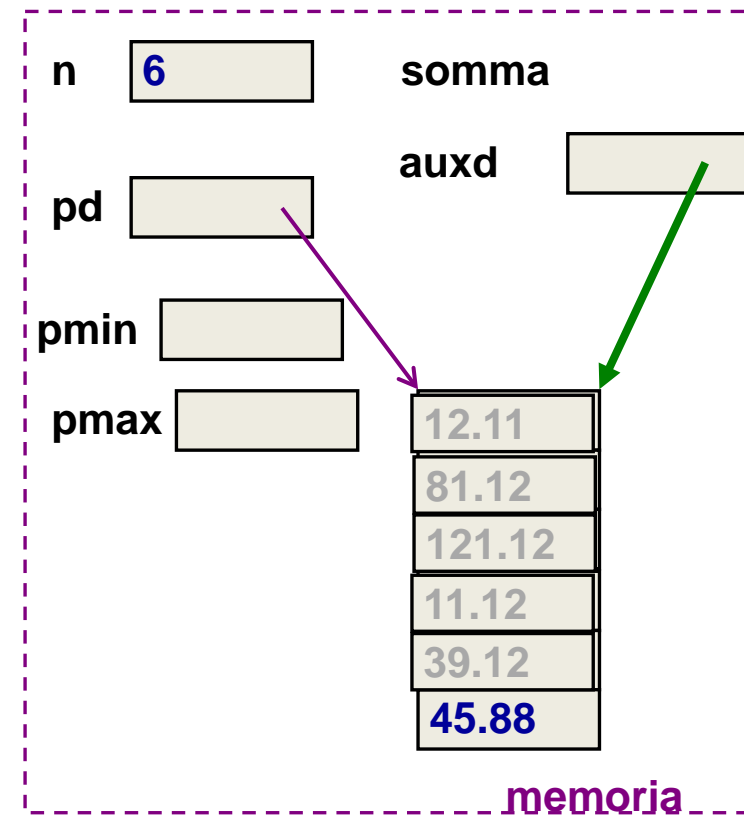 n 6 somma
auxd
pd
pmin
pmax
12.11
81.12
121.12
11.12
39.12
45.88
memoria